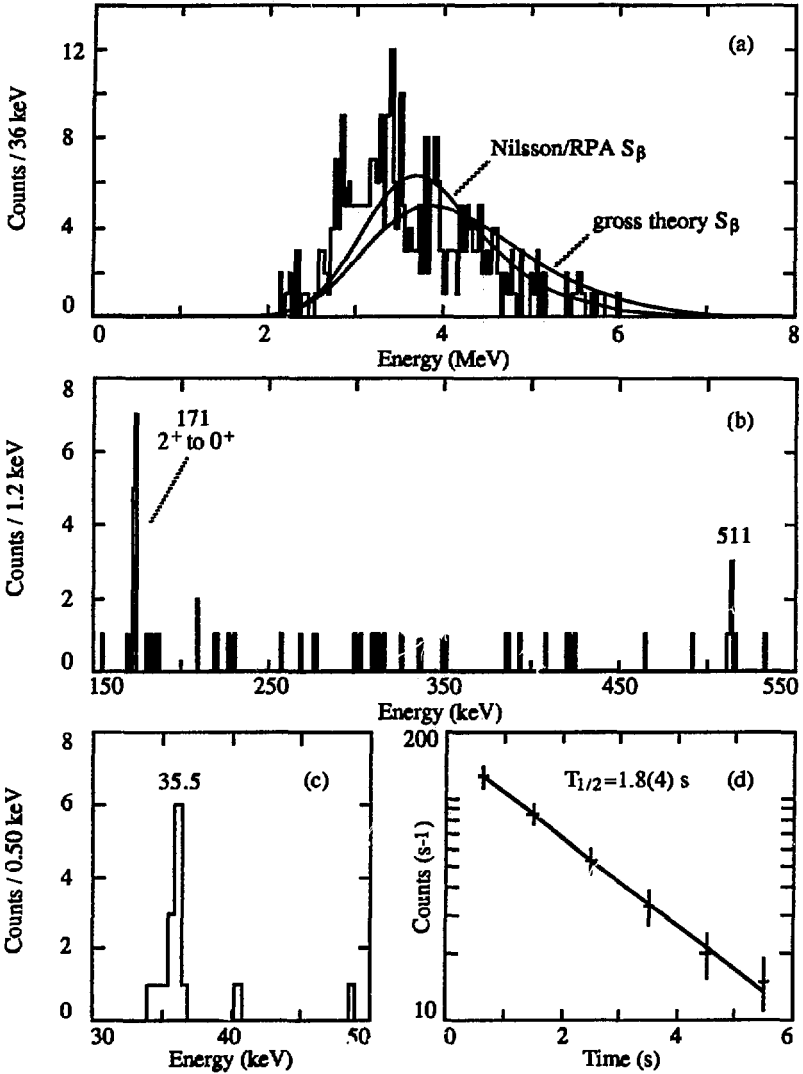 (a)
12
8
4
0
Counts / 36 keV
Nilsson/RPA Sβ
gross theory Sβ
0 2 4 6 8
Energy (MeV)
(b)
8
6
4
2
0
Counts / 1.2 keV
171
2+ to 0+
511
150 250 350 450 550
Energy (keV)
(c)
8
6
4
2
0
Counts / 0.50 keV
35.5
30 40 50
Energy (keV)
T1/2=1.8(4) s (d)
200
10
Counts (s-1)
0 2 4 6
Time (s)